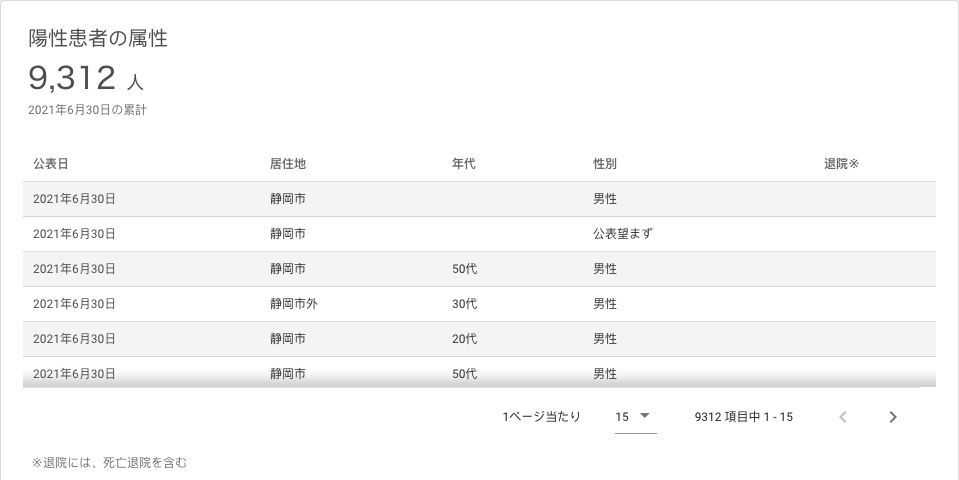 陽性患者の属性
9,312 人
2021年6月30日の累計
公表日 居住地 年代 性別 退院※
2021年6月30日 静岡市 男性
2021年6月30日 静岡市 公表望まず
2021年6月30日 静岡市 50代 男性
2021年6月30日 静岡市外 30代 男性
2021年6月30日 静岡市 20代 男性
2021年6月30日 静岡市 50代 男性
1ページ当たり 15 9312 項目中 1 - 15
※退院には、死亡退院を含む